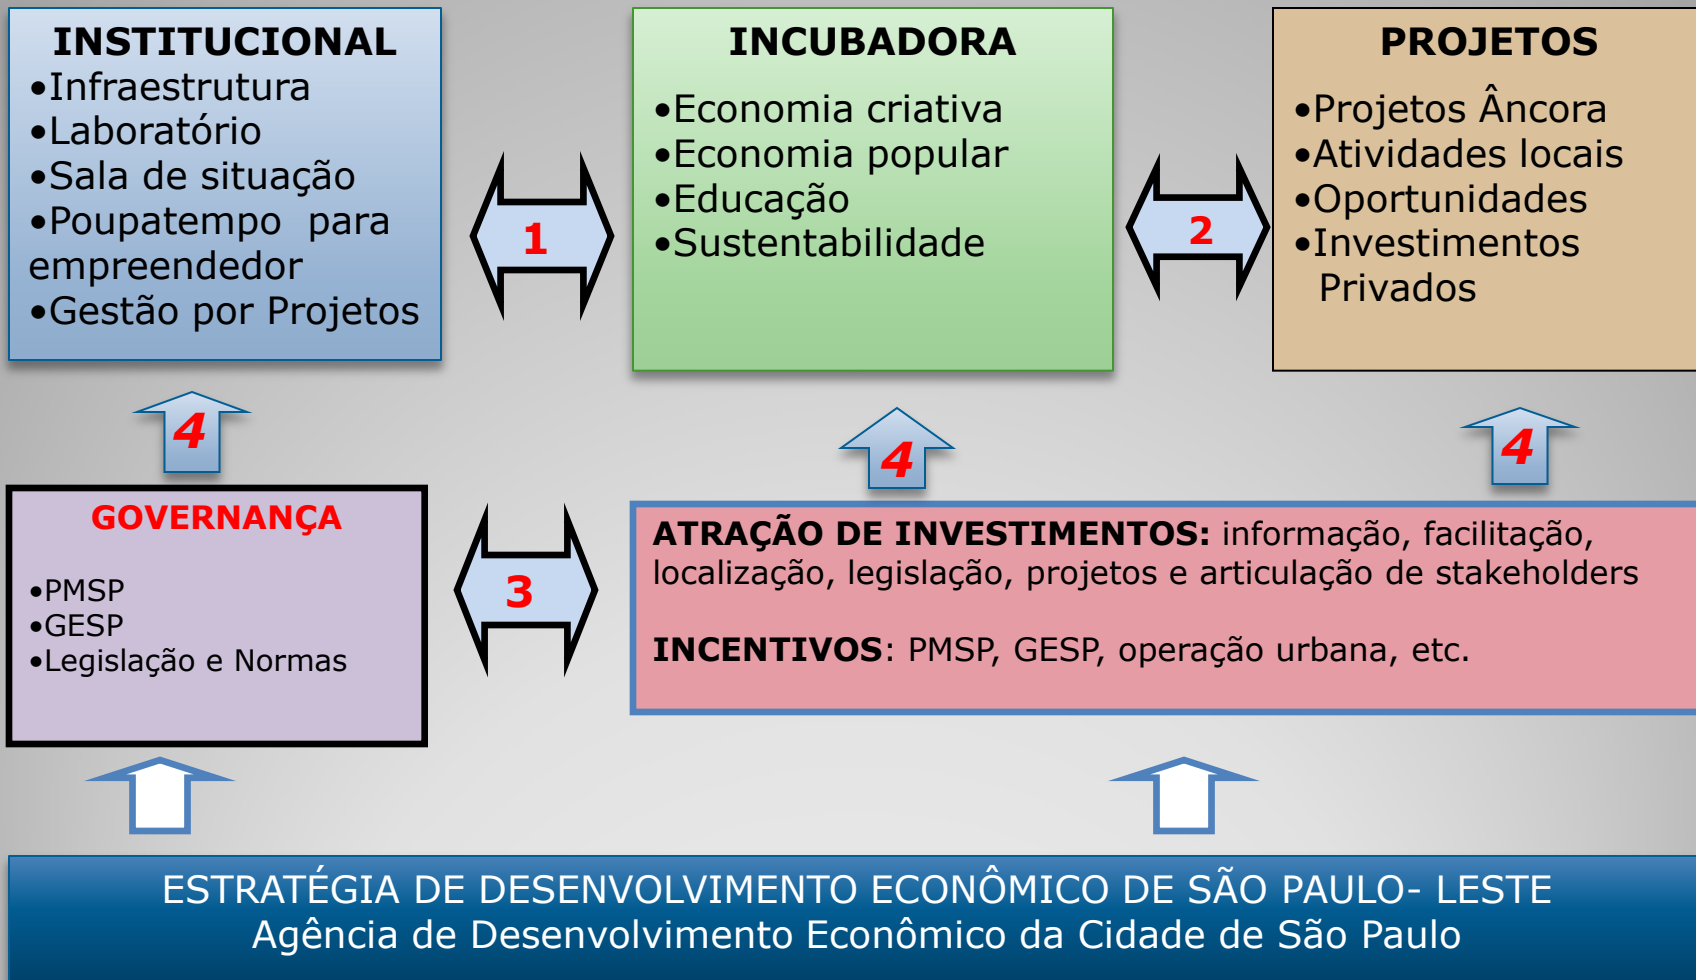 INSTITUCIONAL
•Infraestrutura
•Laboratório
•Sala de situação
•Poupatempo para
empreendedor
•Gestão por Projetos
1
INCUBADORA
•Economia criativa
•Economia popular
•Educação
•Sustentabilidade
2
PROJETOS
•Projetos Âncora
•Atividades locais
•Oportunidades
•Investimentos
Privados
4
4
4
GOVERNANÇA
•PMSP
•GESP
•Legislação e Normas
3
ATRAÇÃO DE INVESTIMENTOS: informação, facilitação,
localização, legislação, projetos e articulação de stakeholders
INCENTIVOS: PMSP, GESP, operação urbana, etc.
ESTRATÉGIA DE DESENVOLVIMENTO ECONÔMICO DE SÃO PAULO- LESTE
Agência de Desenvolvimento Econômico da Cidade de São Paulo